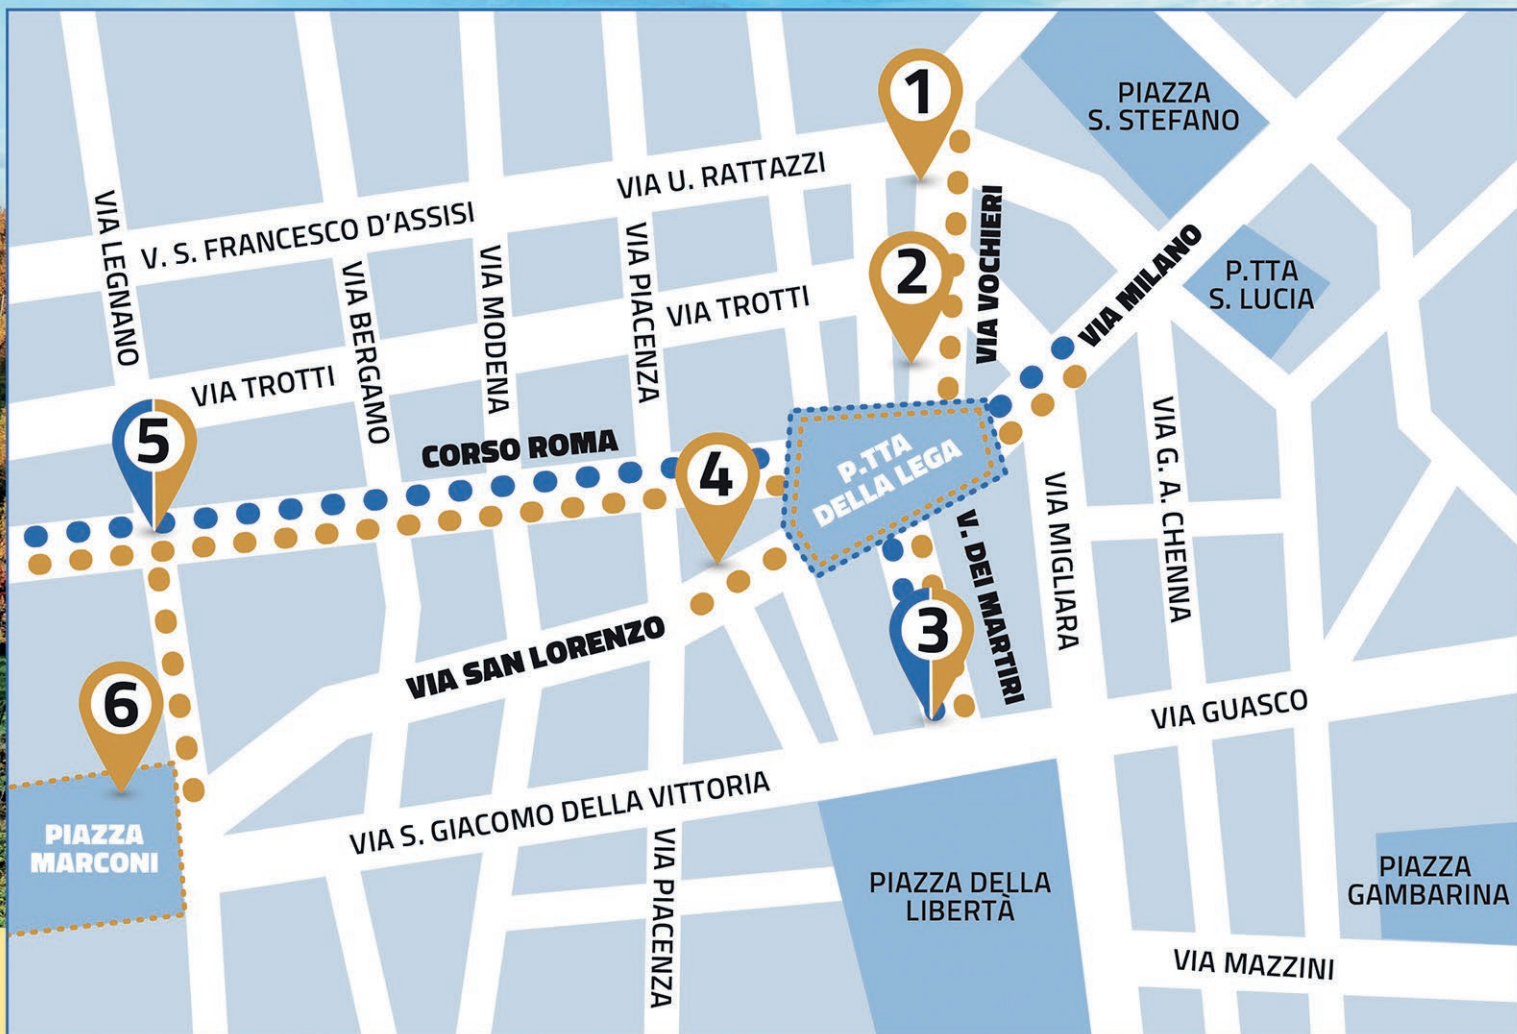 1
PIAZZA
S. STEFANO
VIA U. RATTAZZI
VIA LEGNANO
V. S. FRANCESCO D'ASSISI
VIA VOCHIERI
VIA PIACENZA
VIA MODENA
VIA BERGAMO
2
VIA MILANO
P.TTA
S. LUCIA
VIA TROTTI
VIA TROTTI
5
CORSO ROMA
4
P.TTA
DELLA LEGA
VIA G. A. CHENNA
VIA MIGLIARA
V. DEI MARTIRI
3
VIA SAN LORENZO
6
VIA GUASCO
VIA S. GIACOMO DELLA VITTORIA
PIAZZA
MARCONI
VIA PIACENZA
PIAZZA DELLA
LIBERTÀ
PIAZZA
GAMBARINA
VIA MAZZINI